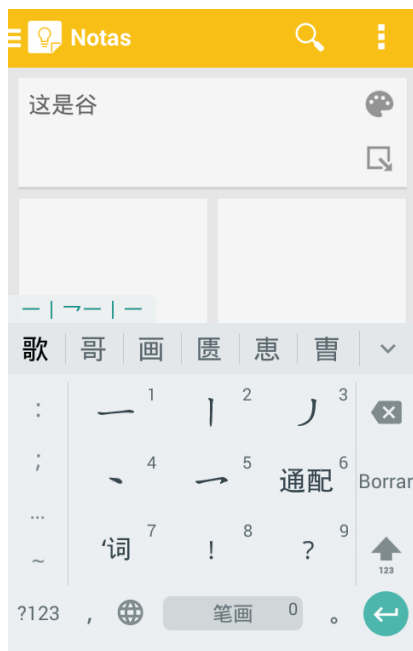 Notas
这是谷
一丨乛一丨一
歌 哥 画 匮 恵 曺
: 一 1 丨 2 丿 3
; 丶 4 乛 5 通配 6 Borrar
… '词 7 ! 8 ? 9
~ 123
?123 , 笔画 0 。